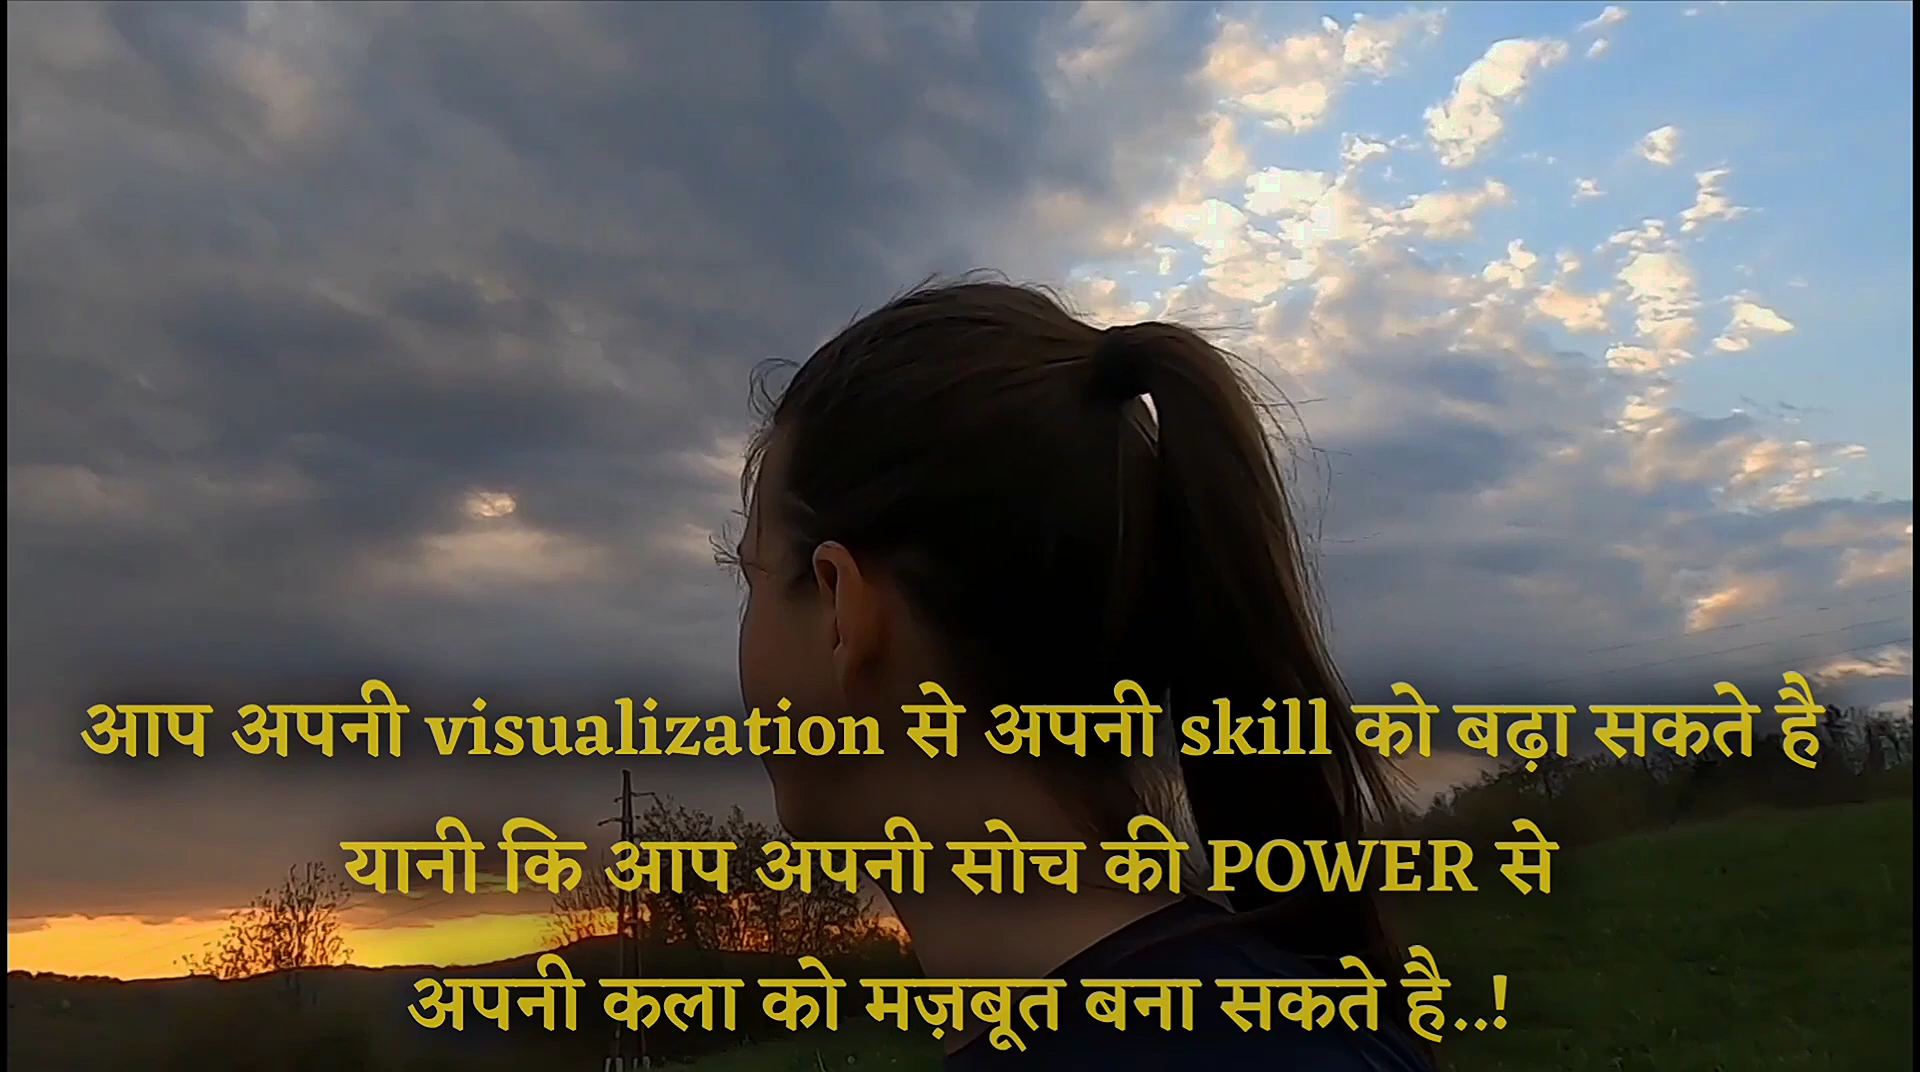 आप अपनी visualization से अपनी skill को बढ़ा सकते है
यानी कि आप अपनी सोच की POWER से
अपनी कला को मज़बूत बना सकते है..!